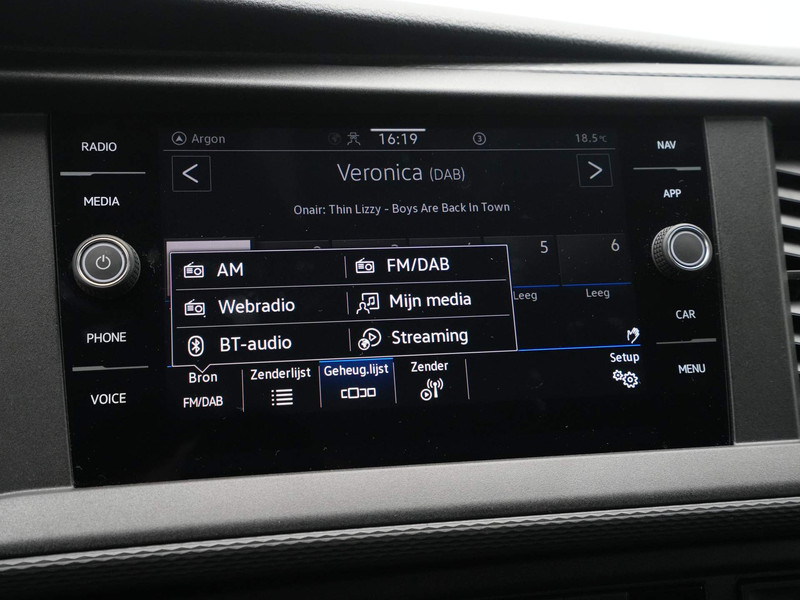 RADIO
MEDIA
PHONE
VOICE
Argon
16:19
3
18.5°C
Veronica (DAB)
Onair: Thin Lizzy - Boys Are Back In Town
5
6
Leeg
Leeg
AM
FM/DAB
Webradio
Mijn media
BT-audio
Streaming
Bron
FM/DAB
Zenderlijst
Geheug.lijst
Zender
Setup
NAV
APP
CAR
MENU